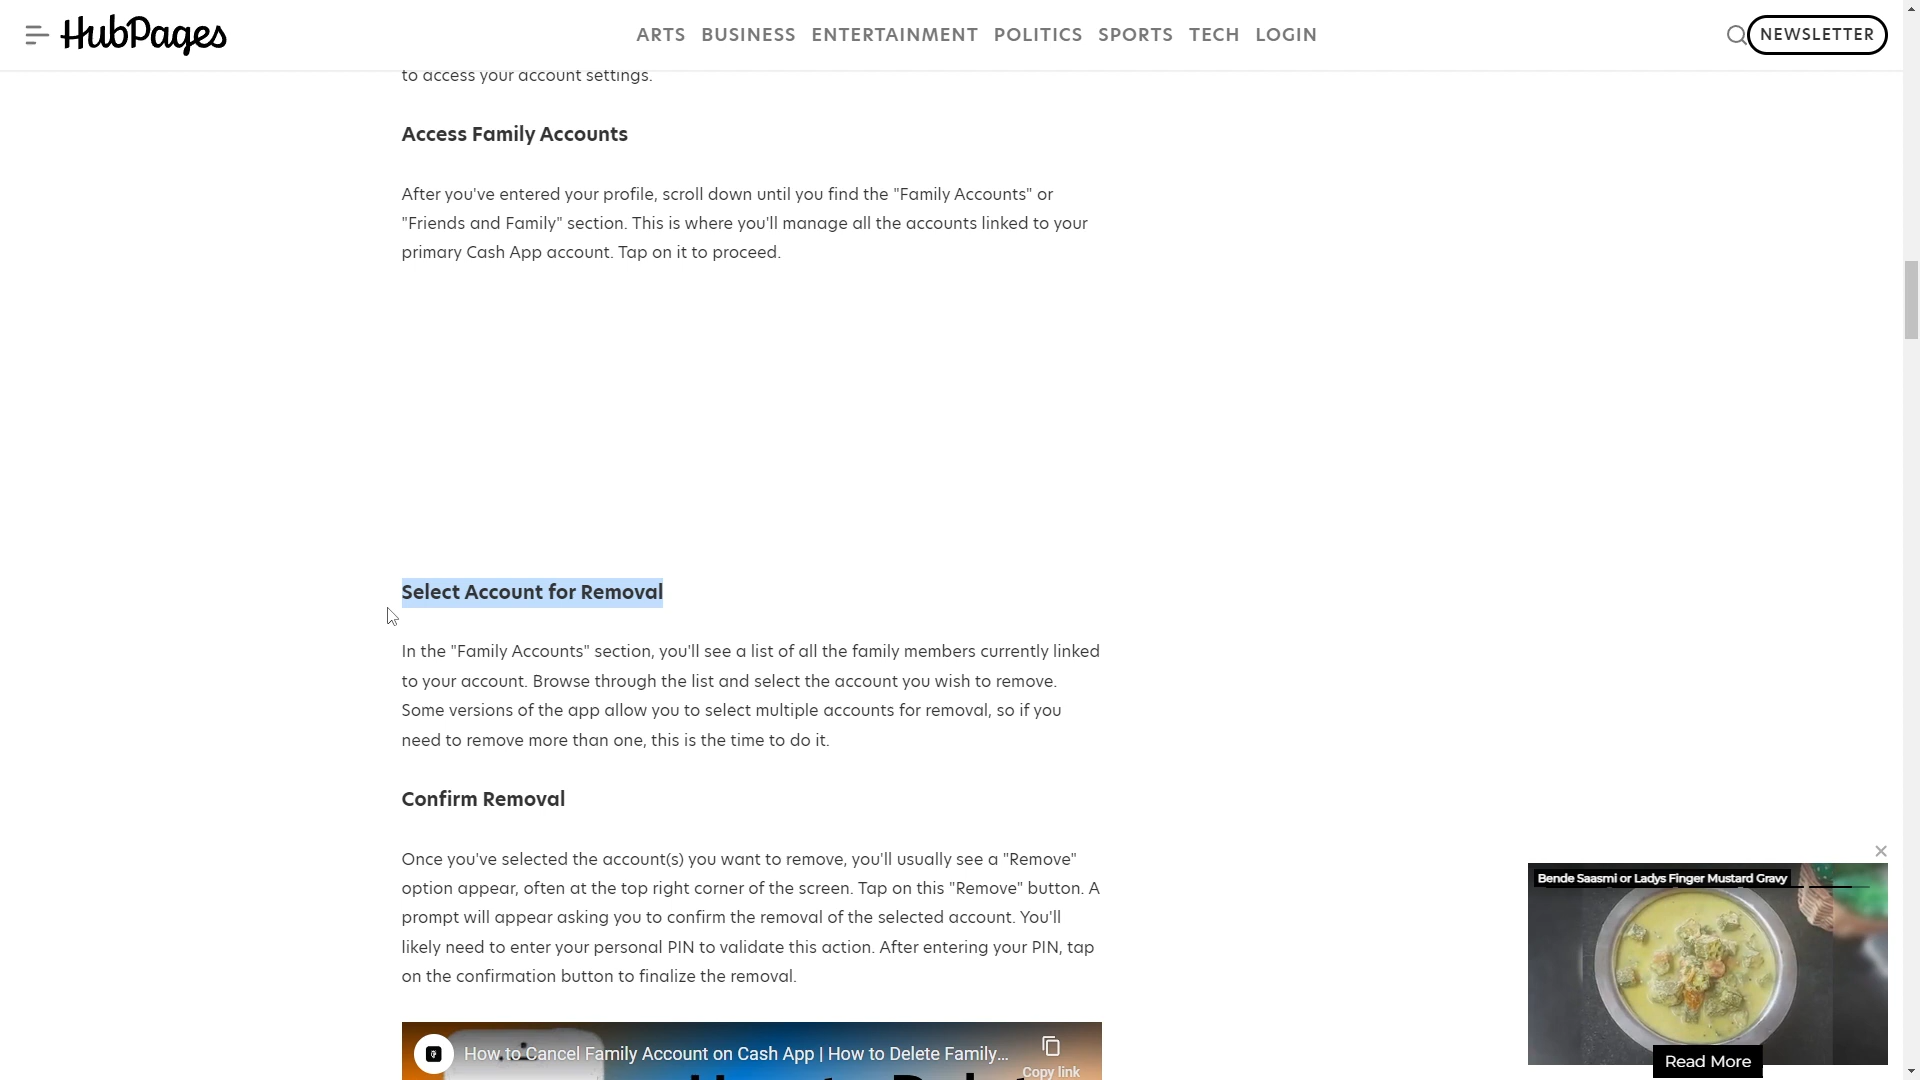 HubPages
ARTS BUSINESS ENTERTAINMENT POLITICS SPORTS TECH LOGIN
NEWSLETTER
to access your account settings.
Access Family Accounts
After you've entered your profile, scroll down until you find the "Family Accounts" or
"Friends and Family" section. This is where you'll manage all the accounts linked to your
primary Cash App account. Tap on it to proceed.
Select Account for Removal
In the "Family Accounts" section, you'll see a list of all the family members currently linked
to your account. Browse through the list and select the account you wish to remove.
Some versions of the app allow you to select multiple accounts for removal, so if you
need to remove more than one, this is the time to do it.
Confirm Removal
Once you've selected the account(s) you want to remove, you'll usually see a "Remove"
option appear, often at the top right corner of the screen. Tap on this "Remove" button. A
prompt will appear asking you to confirm the removal of the selected account. You'll
likely need to enter your personal PIN to validate this action. After entering your PIN, tap
on the confirmation button to finalize the removal.
How to Cancel Family Account on Cash App | How to Delete Family...
Copy link
Bende Saasmi or Ladys Finger Mustard Gravy
Read More